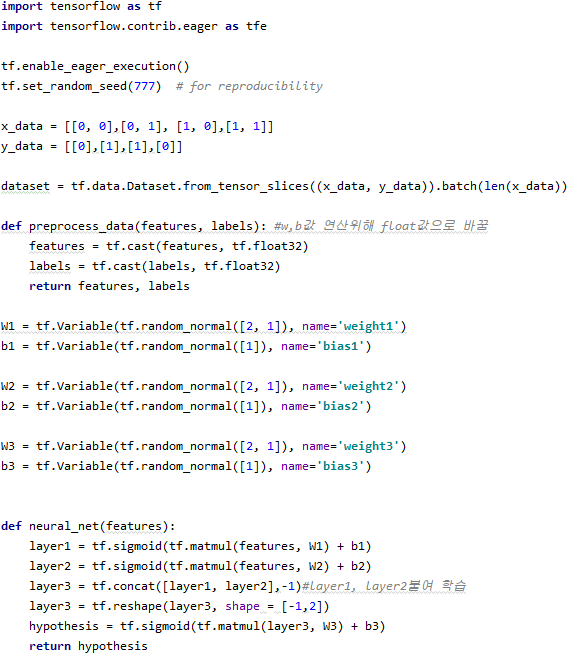 import tensorflow as tf
import tensorflow.contrib.eager as tfe
tf.enable_eager_execution()
tf.set_random_seed(777)  # for reproducibility
x_data = [[0, 0],[0, 1], [1, 0],[1, 1]]
y_data = [[0],[1],[1],[0]]
dataset = tf.data.Dataset.from_tensor_slices((x_data, y_data)).batch(len(x_data))
def preprocess_data(features, labels): #w,b값 연산위해 float값으로 바꿈
    features = tf.cast(features, tf.float32)
    labels = tf.cast(labels, tf.float32)
    return features, labels
W1 = tf.Variable(tf.random_normal([2, 1]), name='weight1')
b1 = tf.Variable(tf.random_normal([1]), name='bias1')
W2 = tf.Variable(tf.random_normal([2, 1]), name='weight2')
b2 = tf.Variable(tf.random_normal([1]), name='bias2')
W3 = tf.Variable(tf.random_normal([2, 1]), name='weight3')
b3 = tf.Variable(tf.random_normal([1]), name='bias3')
def neural_net(features):
    layer1 = tf.sigmoid(tf.matmul(features, W1) + b1)
    layer2 = tf.sigmoid(tf.matmul(features, W2) + b2)
    layer3 = tf.concat([layer1, layer2],-1)#layer1, layer2붙여 학습
    layer3 = tf.reshape(layer3, shape = [-1,2])
    hypothesis = tf.sigmoid(tf.matmul(layer3, W3) + b3)
    return hypothesis